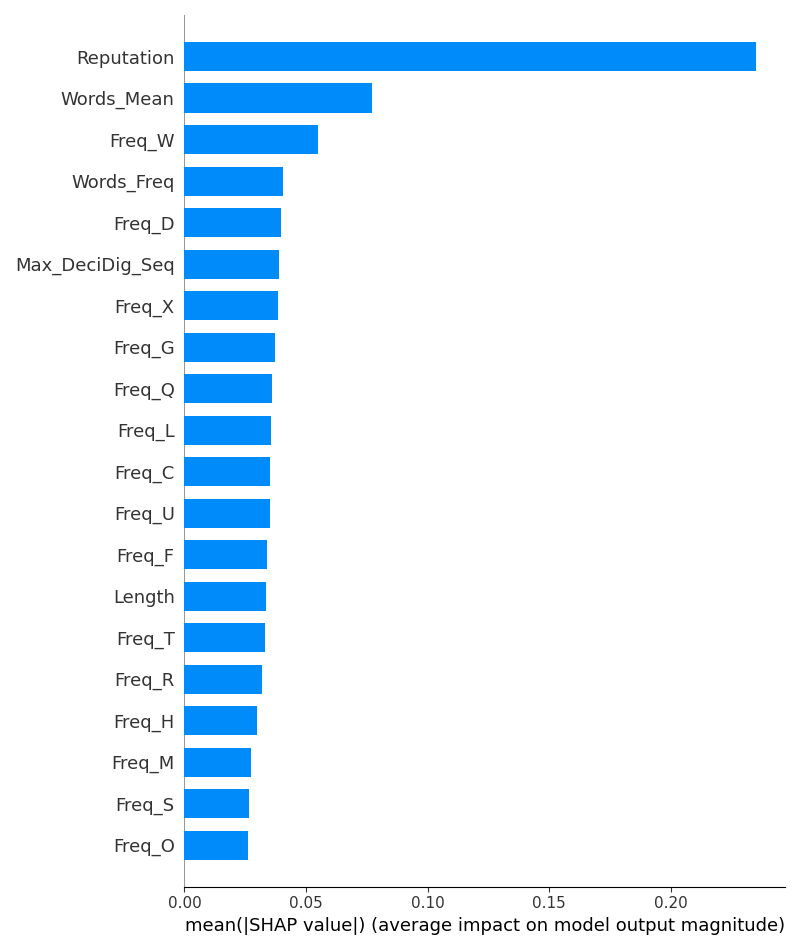 Reputation
Words_Mean
Freq_W
Words_Freq
Freq_D
Max_DeciDig_Seq
Freq_X
Freq_G
Freq_Q
Freq_L
Freq_C
Freq_U
Freq_F
Length
Freq_T
Freq_R
Freq_H
Freq_M
Freq_S
Freq_O
0.00 0.05 0.10 0.15 0.20
mean(|SHAP value|) (average impact on model output magnitude)